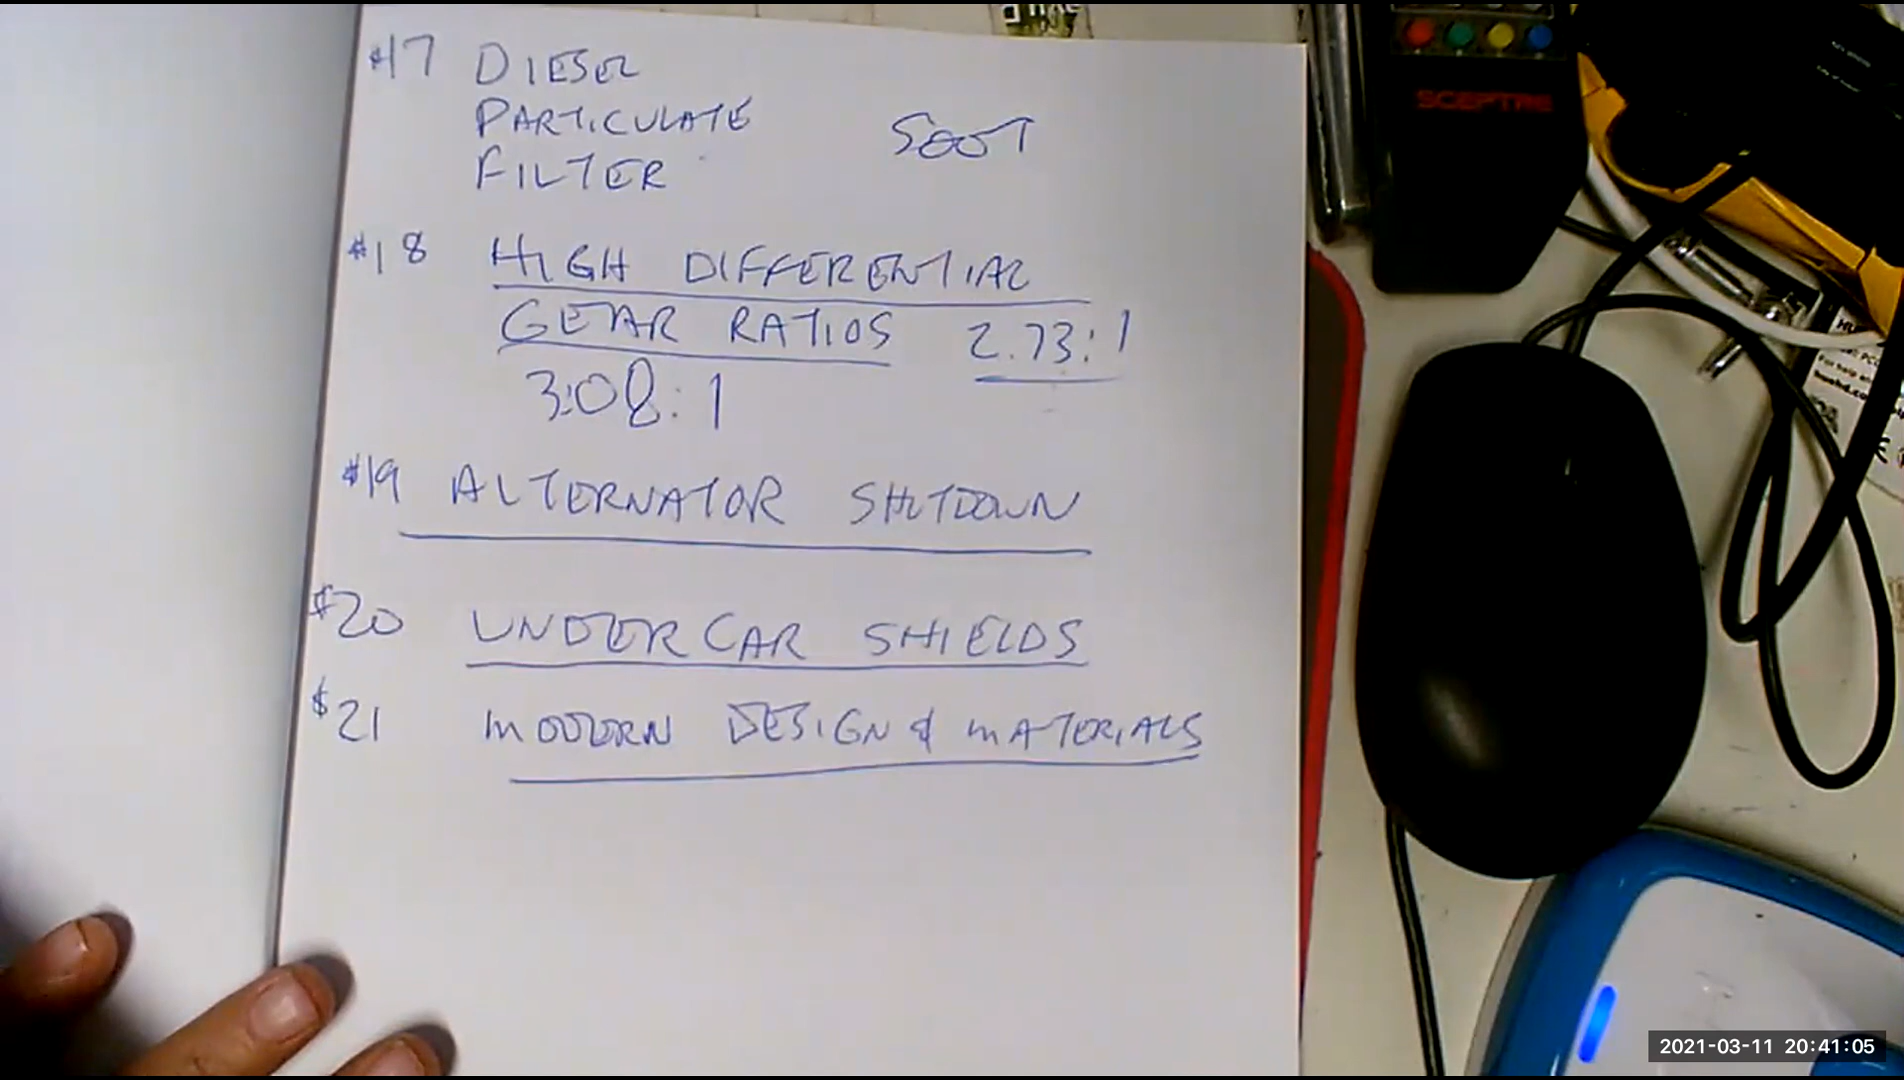 #17 DIESEL
PARTICULATE
FILTER
SOOT
#18 HIGH DIFFERENTIAL
GEAR RATIOS 2.73:1
3:08:1
#19 ALTERNATOR SHUTDOWN
#20 UNDERCAR SHIELDS
#21 MODERN DESIGN & MATERIALS
SCEPTRE
2021-03-11 20:41:05